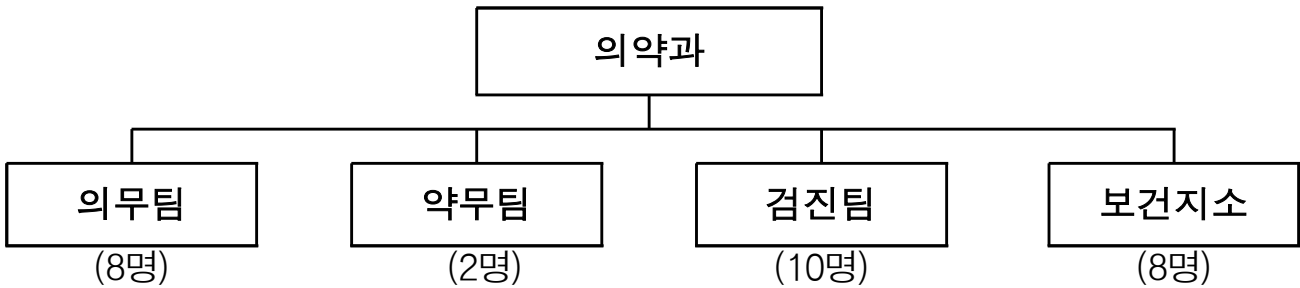 의약과
의무팀 약무팀 검진팀 보건지소
(8명) (2명) (10명) (8명)